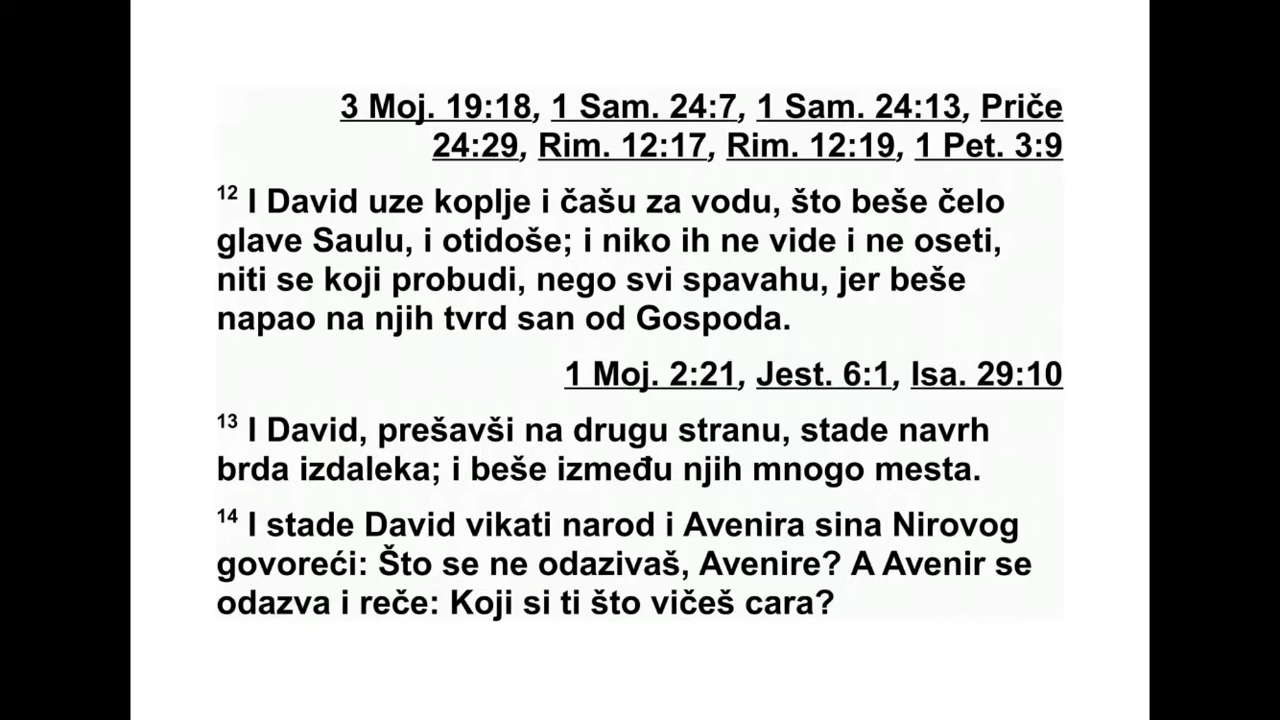 3 Moj. 19:18, 1 Sam. 24:7, 1 Sam. 24:13, Priče
24:29, Rim. 12:17, Rim. 12:19, 1 Pet. 3:9
12 I David uze koplje i čašu za vodu, što beše čelo
glave Saulu, i otidoše; i niko ih ne vide i ne oseti,
niti se koji probudi, nego svi spavahu, jer beše
napao na njih tvrd san od Gospoda.
1 Moj. 2:21, Jest. 6:1, Isa. 29:10
13 I David, prešavši na drugu stranu, stade navrh
brda izdaleka; i beše između njih mnogo mesta.
14 I stade David vikati narod i Avenira sina Nirovog
govoreći: Što se ne odazivaš, Avenire? A Avenir se
odazva i reče: Koji si ti što vičeš cara?